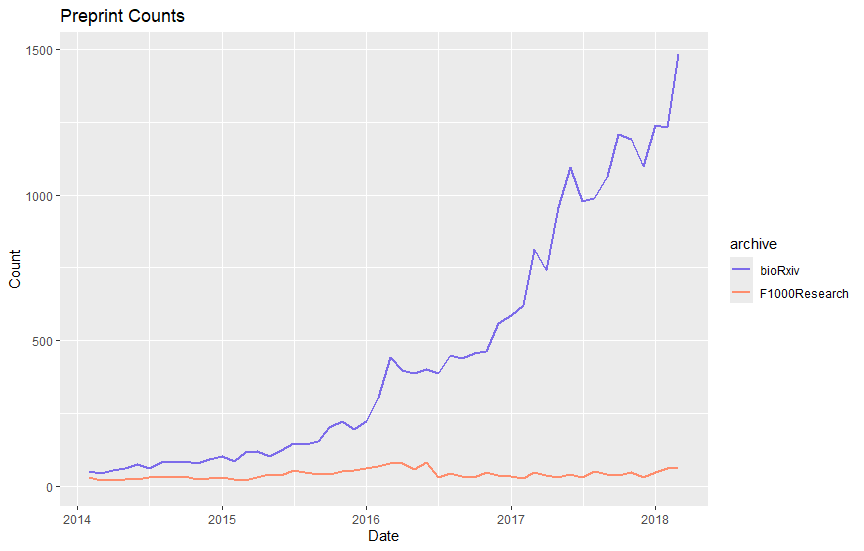 Preprint Counts
1500
1000
500
0
Count
2014 2015 2016 2017 2018
Date
archive
bioRxiv
F1000Research